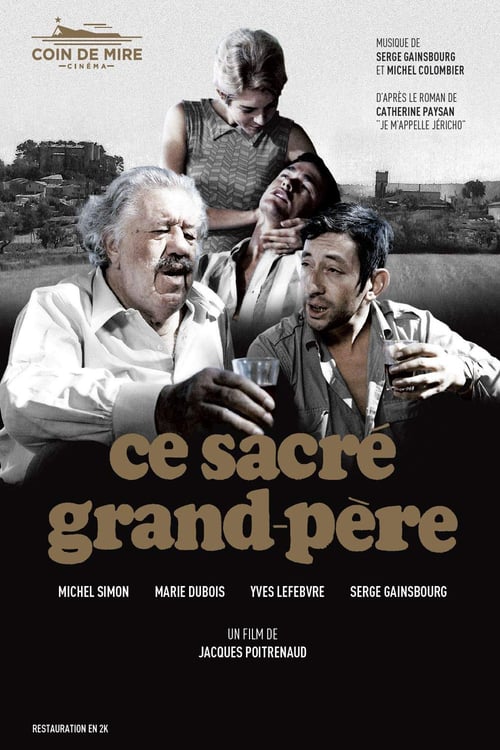 COIN DE MIRE
CINÉMA
MUSIQUE DE
SERGE GAINSBOURG
ET MICHEL COLOMBIER
D'APRÈS LE ROMAN DE
CATHERINE PAYSAN
"JE M'APPELLE JÉRICHO"
ce sacré
grand-père
MICHEL SIMON MARIE DUBOIS YVES LEFEBVRE SERGE GAINSBOURG
UN FILM DE
JACQUES POITRENAUD
RESTAURATION EN 2K